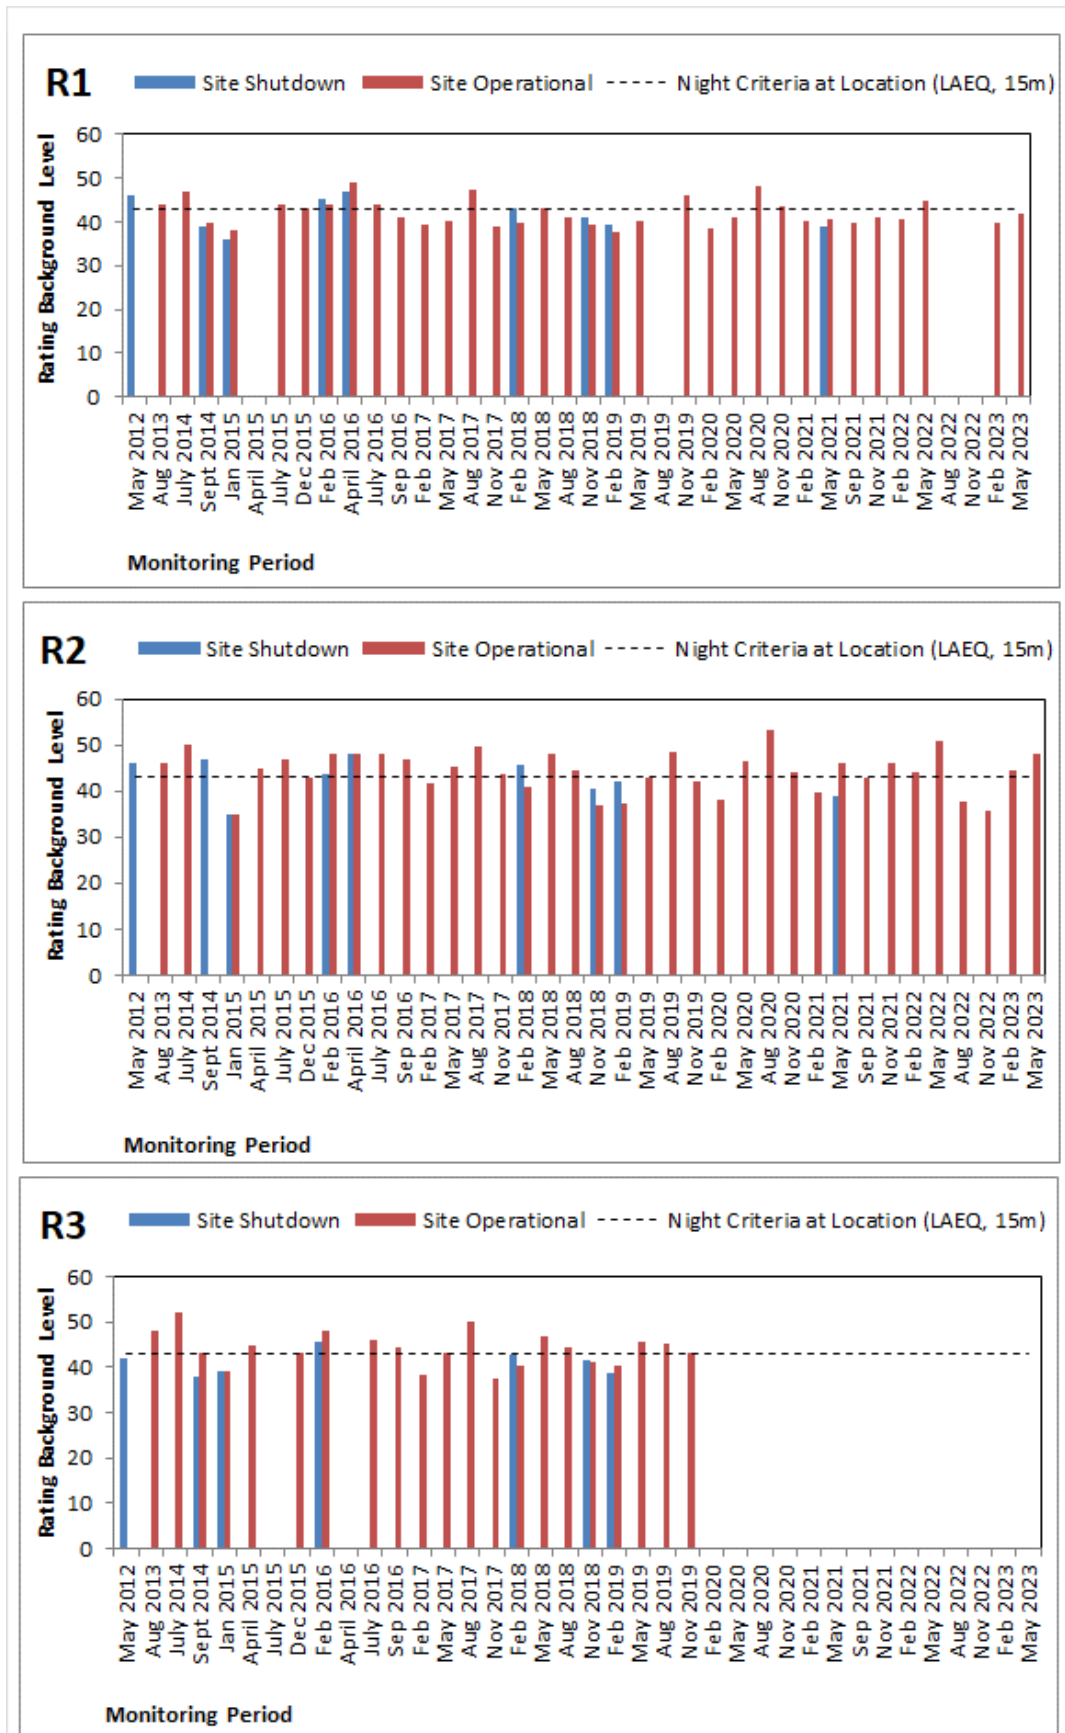 R1
Site Shutdown Site Operational Night Criteria at Location (LAEQ, 15m)
Rating Background Level
60
50
40
30
20
10
0
May 2012
Aug 2013
July 2014
Sept 2014
Jan 2015
April 2015
July 2015
Dec 2015
Feb 2016
April 2016
July 2016
Sep 2016
Feb 2017
May 2017
Aug 2017
Nov 2017
Feb 2018
May 2018
Aug 2018
Nov 2018
Feb 2019
May 2019
Aug 2019
Nov 2019
Feb 2020
May 2020
Aug 2020
Nov 2020
Feb 2021
May 2021
Sep 2021
Nov 2021
Feb 2022
May 2022
Aug 2022
Nov 2022
Feb 2023
May 2023
Monitoring Period
R2
Site Shutdown Site Operational Night Criteria at Location (LAEQ, 15m)
Rating Background Level
60
50
40
30
20
10
0
May 2012
Aug 2013
July 2014
Sept 2014
Jan 2015
April 2015
July 2015
Dec 2015
Feb 2016
April 2016
July 2016
Sep 2016
Feb 2017
May 2017
Aug 2017
Nov 2017
Feb 2018
May 2018
Aug 2018
Nov 2018
Feb 2019
May 2019
Aug 2019
Nov 2019
Feb 2020
May 2020
Aug 2020
Nov 2020
Feb 2021
May 2021
Sep 2021
Nov 2021
Feb 2022
May 2022
Aug 2022
Nov 2022
Feb 2023
May 2023
Monitoring Period
R3
Site Shutdown Site Operational Night Criteria at Location (LAEQ, 15m)
Rating Background Level
60
50
40
30
20
10
0
May 2012
Aug 2013
July 2014
Sept 2014
Jan 2015
April 2015
July 2015
Dec 2015
Feb 2016
April 2016
July 2016
Sep 2016
Feb 2017
May 2017
Aug 2017
Nov 2017
Feb 2018
May 2018
Aug 2018
Nov 2018
Feb 2019
May 2019
Aug 2019
Nov 2019
Feb 2020
May 2020
Aug 2020
Nov 2020
Feb 2021
May 2021
Sep 2021
Nov 2021
Feb 2022
May 2022
Aug 2022
Nov 2022
Feb 2023
May 2023
Monitoring Period